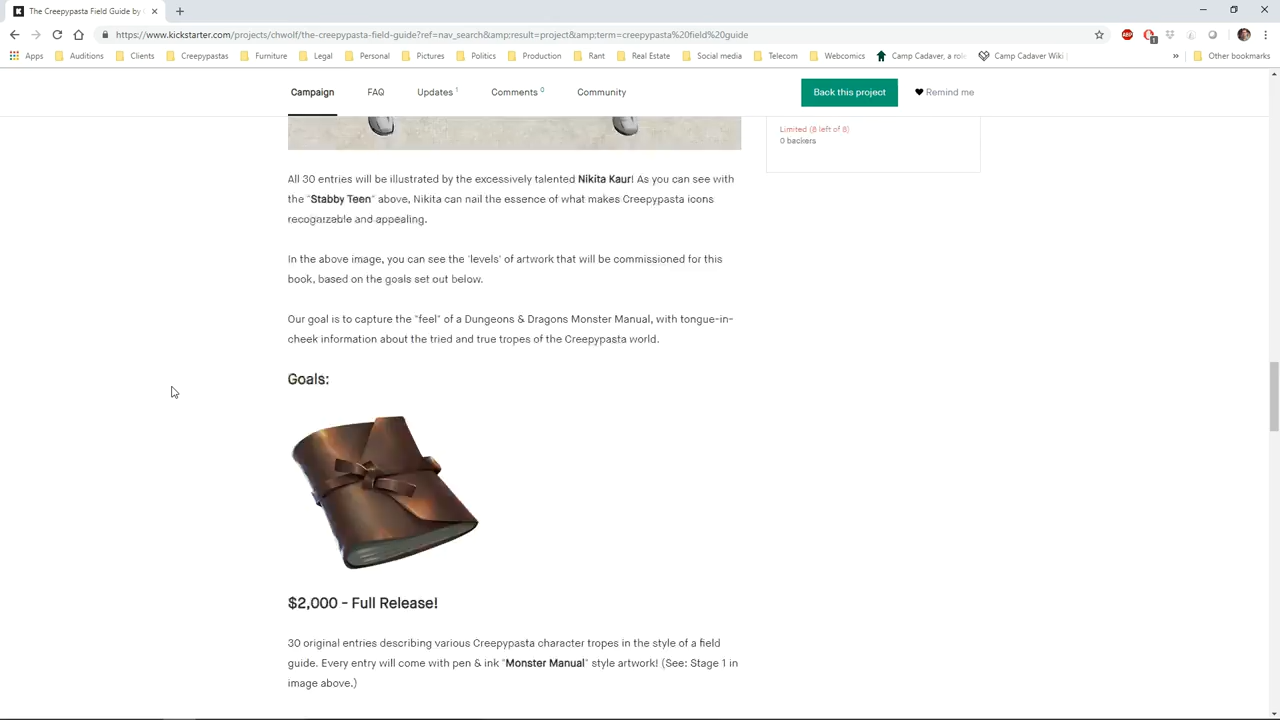 The Creepypasta Field Guide by C
https://www.kickstarter.com/projects/chwolf/the-creepypasta-field-guide?ref=nav_search&amp;result=project&amp;term=creepypasta%20field%20guide
ABP
1
Apps Auditions Clients Creepypastas Furniture Legal Personal Pictures Politics Production Rant Real Estate Social media Telecom Webcomics Camp Cadaver, a role Camp Cadaver Wiki | » Other bookmarks
Campaign FAQ Updates 1 Comments 0 Community Back this project Remind me
Limited (8 left of 8)
0 backers
All 30 entries will be illustrated by the excessively talented Nikita Kaur! As you can see with
the "Stabby Teen" above, Nikita can nail the essence of what makes Creepypasta icons
recognizable and appealing.
In the above image, you can see the 'levels' of artwork that will be commissioned for this
book, based on the goals set out below.
Our goal is to capture the "feel" of a Dungeons & Dragons Monster Manual, with tongue-in-
cheek information about the tried and true tropes of the Creepypasta world.
Goals:
$2,000 - Full Release!
30 original entries describing various Creepypasta character tropes in the style of a field
guide. Every entry will come with pen & ink "Monster Manual" style artwork! (See: Stage 1 in
image above.)